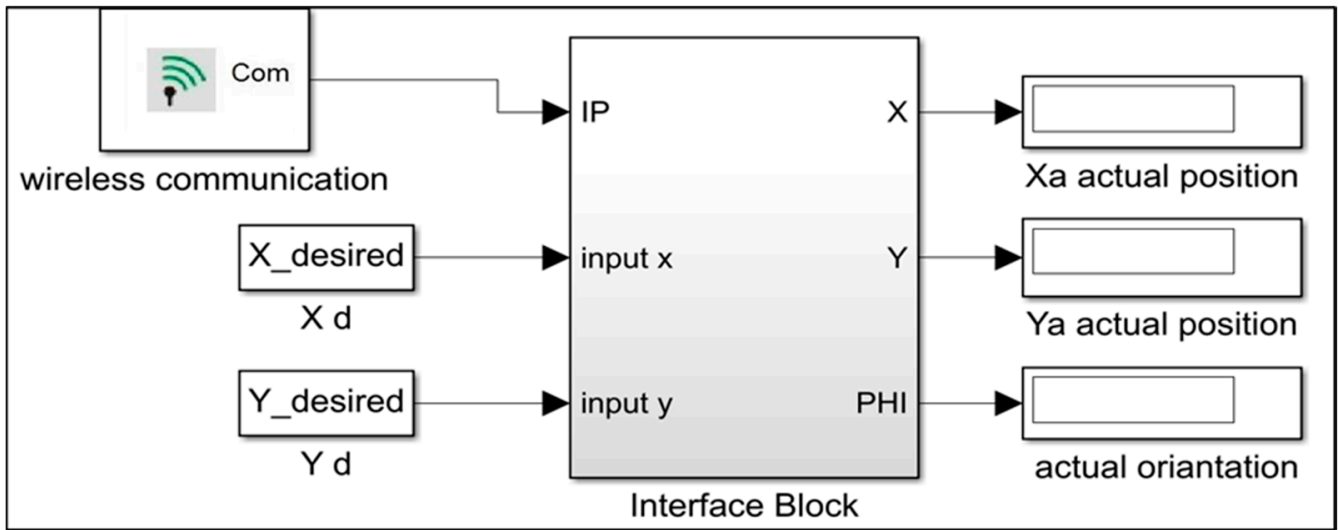 Com
wireless communication
X_desired
X d
Y_desired
Y d
IP
input x
input y
X
Y
PHI
Interface Block
Xa actual position
Ya actual position
actual oriantation